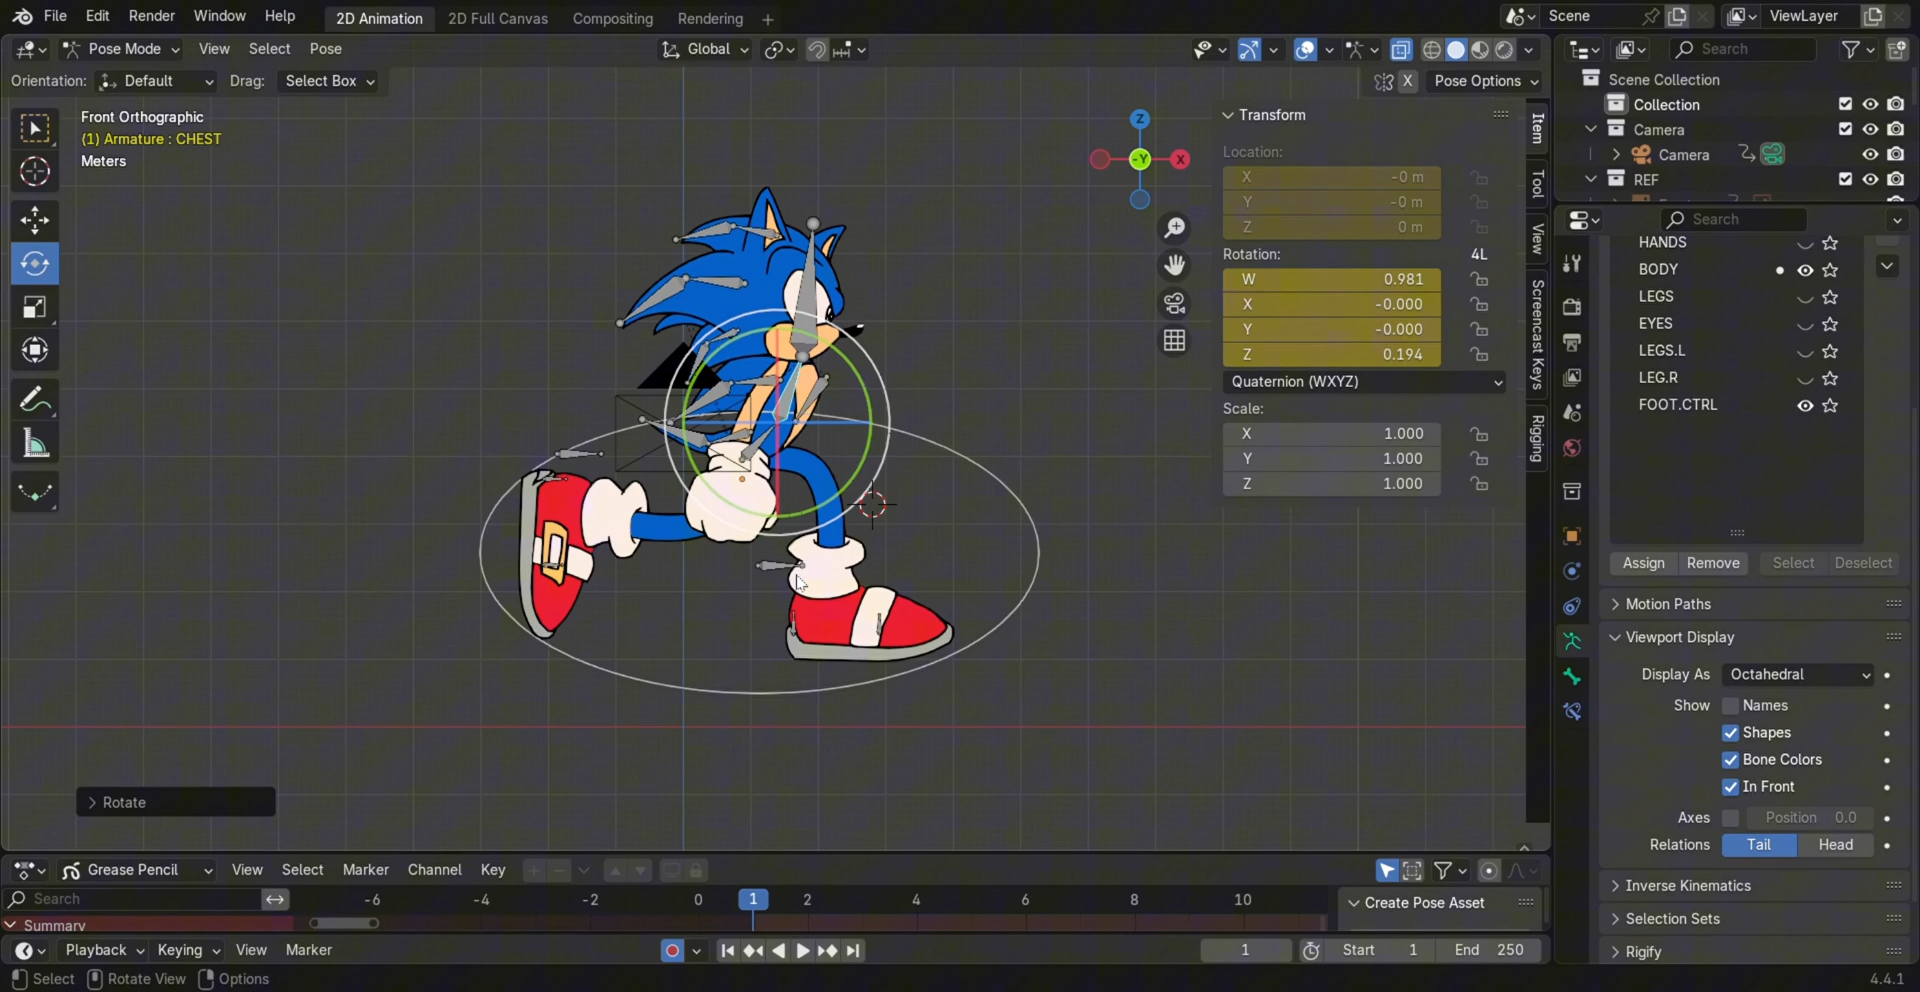 File Edit Render Window Help 2D Animation 2D Full Canvas Compositing Rendering + Scene ViewLayer
Pose Mode View Select Pose Global Search
Orientation: Default Drag: Select Box X Pose Options
Scene Collection
Collection
Camera
Camera
REF
Front Orthographic
(1) Armature : CHEST
Meters
Z
-Y
X
Transform
Location:
X -0 m
Y -0 m
Z 0 m
Rotation: 4L
W 0.981
X -0.000
Y -0.000
Z 0.194
Quaternion (WXYZ)
Scale:
X 1.000
Y 1.000
Z 1.000
Item
Tool
View
Screencast Keys
Rigging
Search
HANDS
BODY
LEGS
EYES
LEGS.L
LEG.R
FOOT.CTRL
Assign Remove Select Deselect
Motion Paths
Viewport Display
Display As Octahedral
Show Names
Shapes
Bone Colors
In Front
Axes Position 0.0
Relations Tail Head
Inverse Kinematics
Selection Sets
Rigify
Rotate
Grease Pencil View Select Marker Channel Key
Search -6 -4 -2 0 1 2 4 6 8 10 Create Pose Asset
Summary
Playback Keying View Marker 1 Start 1 End 250
Select Rotate View Options 4.4.1